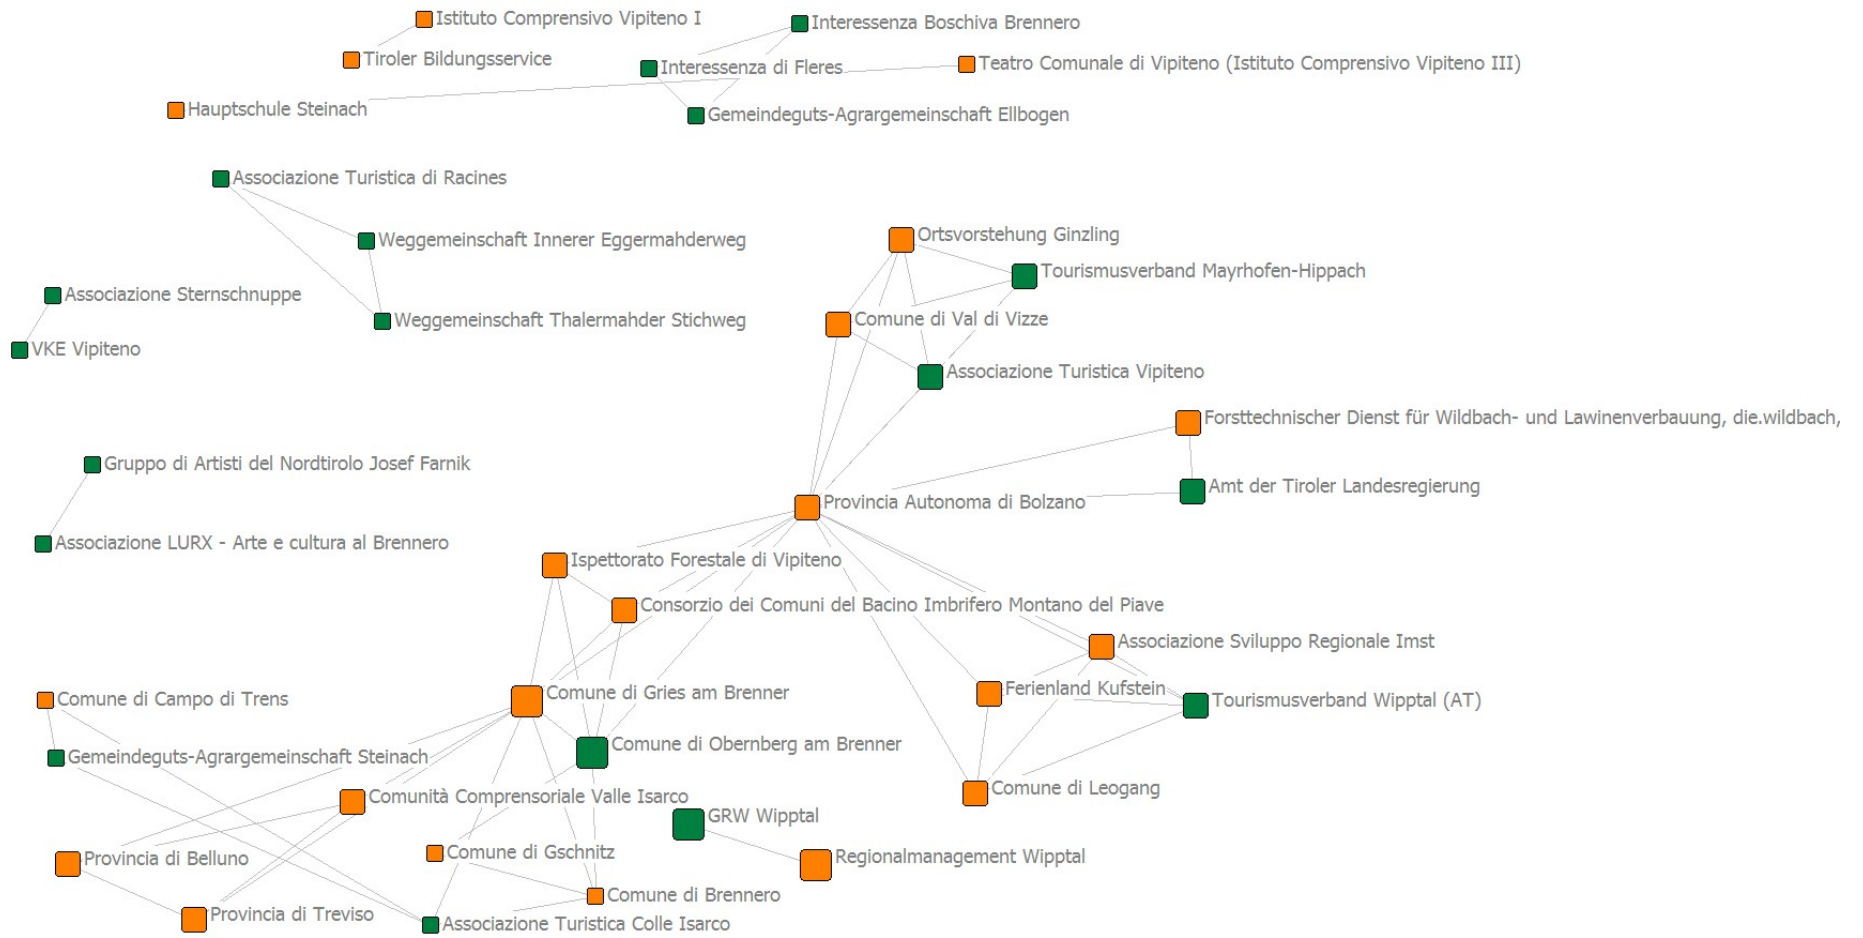 Istituto Comprensivo Vipiteno I
Interessenza Boschiva Brennero
Tiroler Bildungsservice
Interessenza di Fleres
Teatro Comunale di Vipiteno (Istituto Comprensivo Vipiteno III)
Hauptschule Steinach
Gemeindeguts-Agrargemeinschaft Ellbogen
Associazione Turistica di Racines
Weggemeinschaft Innerer Eggermahderweg
Ortsvorstehung Ginzling
Tourismusverband Mayrhofen-Hippach
Associazione Sternschnuppe
Weggemeinschaft Thalermahder Stichweg
Comune di Val di Vizze
VKE Vipiteno
Associazione Turistica Vipiteno
Forsttechnischer Dienst für Wildbach- und Lawinenverbauung, die.wildbach,
Gruppo di Artisti del Nordtirolo Josef Farnik
Amt der Tiroler Landesregierung
Provincia Autonoma di Bolzano
Associazione LURX - Arte e cultura al Brennero
Ispettorato Forestale di Vipiteno
Consorzio dei Comuni del Bacino Imbrifero Montano del Piave
Associazione Sviluppo Regionale Imst
Comune di Campo di Trens
Comune di Gries am Brenner
Ferienland Kufstein
Tourismusverband Wipptal (AT)
Gemeindeguts-Agrargemeinschaft Steinach
Comune di Obernberg am Brenner
Comunità Comprensoriale Valle Isarco
Comune di Leogang
GRW Wipptal
Provincia di Belluno
Comune di Gschnitz
Regionalmanagement Wipptal
Comune di Brennero
Provincia di Treviso
Associazione Turistica Colle Isarco